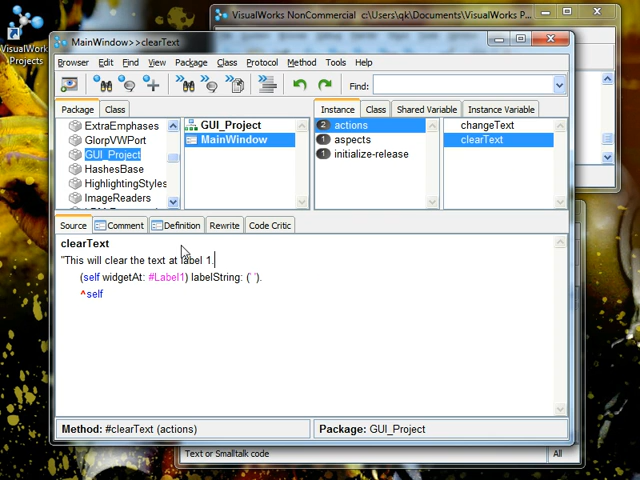 VisualWorks NonCommercial c:\Users\qk\Documents\VisualWorks P...
VisualWorks
Projects
MainWindow>>clearText
Browser Edit Find View Package Class Protocol Method Tools Help
Find:
Package Class
Instance Class Shared Variable Instance Variable
ExtraEmphases
GlorpVWPort
GUI_Project
HashesBase
HighlightingStyles
ImageReaders
GUI_Project
MainWindow
2 actions
1 aspects
1 initialize-release
changeText
clearText
Source Comment Definition Rewrite Code Critic
clearText
"This will clear the text at label 1.
(self widgetAt: #Label1) labelString: (' ').
^self
Method: #clearText (actions)
Package: GUI_Project
Text or Smalltalk code
All